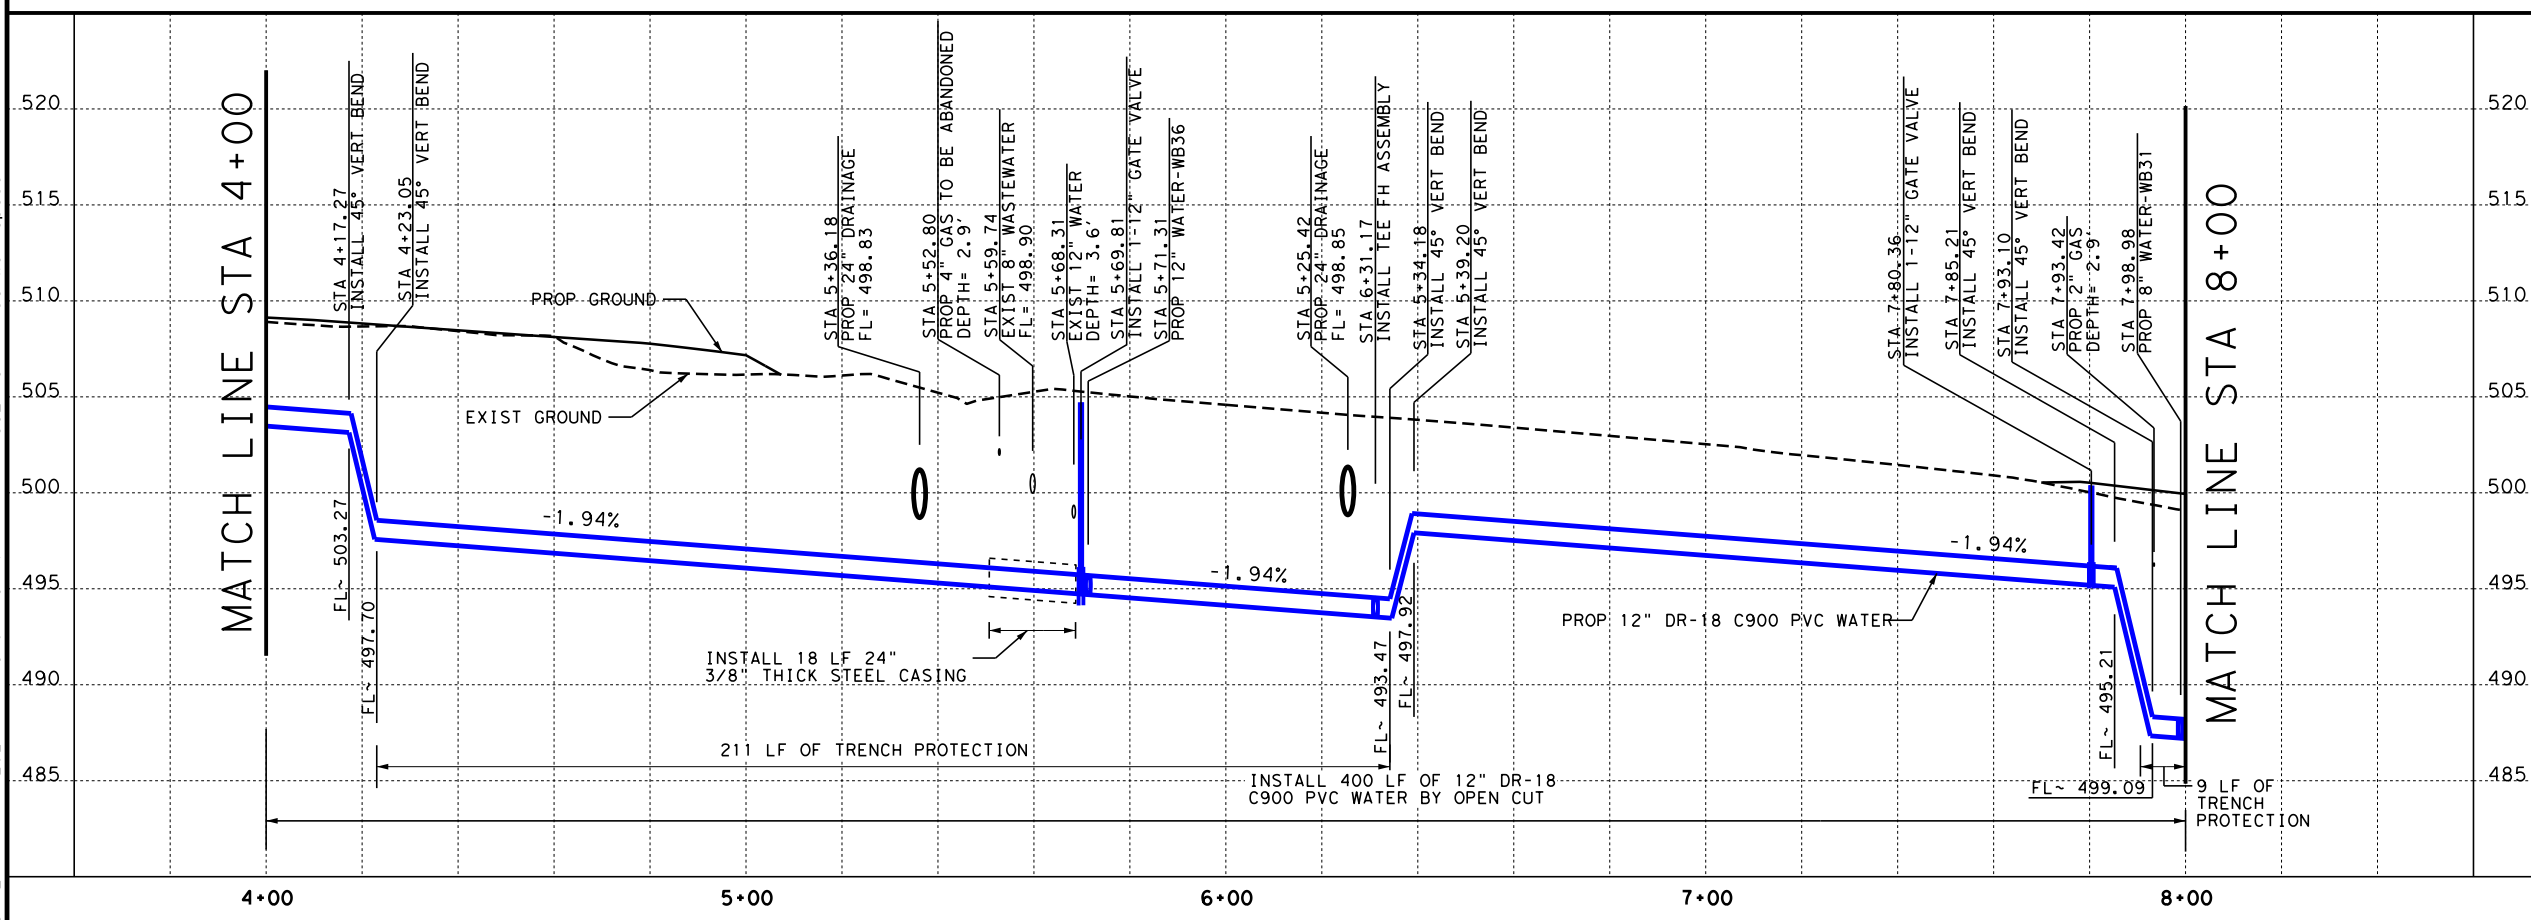 MATCH LINE STA 4+00
STA 4+17.27
INSTALL 45° VERT BEND
STA 4+23.05
INSTALL 45° VERT BEND
STA 5+36.18
PROP 24" DRAINAGE
FL= 498.83
STA 5+52.80
PROP 4" GAS TO BE ABANDONED
DEPTH= 2.9'
STA 5+59.74
EXIST 8" WASTEWATER
FL= 498.90
STA 5+68.31
EXIST 12" WATER
DEPTH= 3.6'
STA 5+69.81
INSTALL 1-12" GATE VALVE
STA 5+71.31
PROP 12" WATER-WB36
STA 5+25.42
PROP 24" DRAINAGE
FL= 498.85
STA 6+31.17
INSTALL TEE FH ASSEMBLY
STA 5+34.18
INSTALL 45° VERT BEND
STA 5+39.20
INSTALL 45° VERT BEND
STA 7+80.36
INSTALL 1-12" GATE VALVE
STA 7+85.21
INSTALL 45° VERT BEND
STA 7+93.10
INSTALL 45° VERT BEND
STA 7+93.42
PROP 2" GAS
DEPTH= 2.9'
STA 7+98.98
PROP 8" WATER-WB31
MATCH LINE STA 8+00
520
520
515
515
510
510
505
505
500
500
495
495
490
490
485
485
PROP GROUND
EXIST GROUND
-1.94%
-1.94%
-1.94%
FL~ 503.27
FL~ 497.70
INSTALL 18 LF 24"
3/8" THICK STEEL CASING
PROP 12" DR-18 C900 PVC WATER
FL~ 493.47
FL~ 497.92
FL~ 495.21
FL~ 499.09
211 LF OF TRENCH PROTECTION
INSTALL 400 LF OF 12" DR-18
C900 PVC WATER BY OPEN CUT
9 LF OF
TRENCH
PROTECTION
4+00
5+00
6+00
7+00
8+00